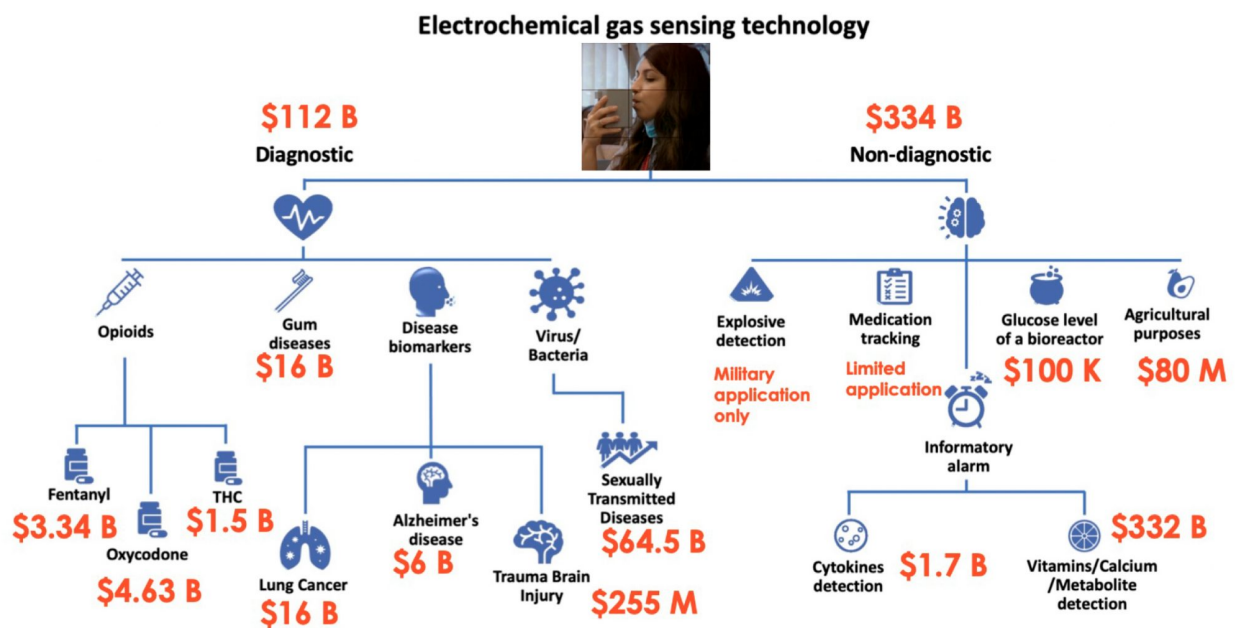 Electrochemical gas sensing technology
$112 B
Diagnostic
$334 B
Non-diagnostic
Opioids
Gum
diseases
$16 B
Disease
biomarkers
Virus/
Bacteria
Explosive
detection
Military
application
only
Medication
tracking
Limited
application
Glucose level
of a bioreactor
$100 K
Agricultural
purposes
$80 M
Informatory
alarm
Fentanyl
$3.34 B
Oxycodone
$4.63 B
THC
$1.5 B
Lung Cancer
$16 B
Alzheimer's
disease
$6 B
Trauma Brain
Injury
$255 M
Sexually
Transmitted
Diseases
$64.5 B
Cytokines
detection
$1.7 B
$332 B
Vitamins/Calcium
/Metabolite
detection